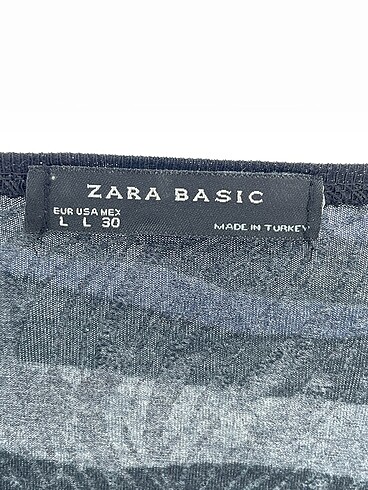 ZARA BASIC
EUR USA MEX
L L 30
MADE IN TURKEY